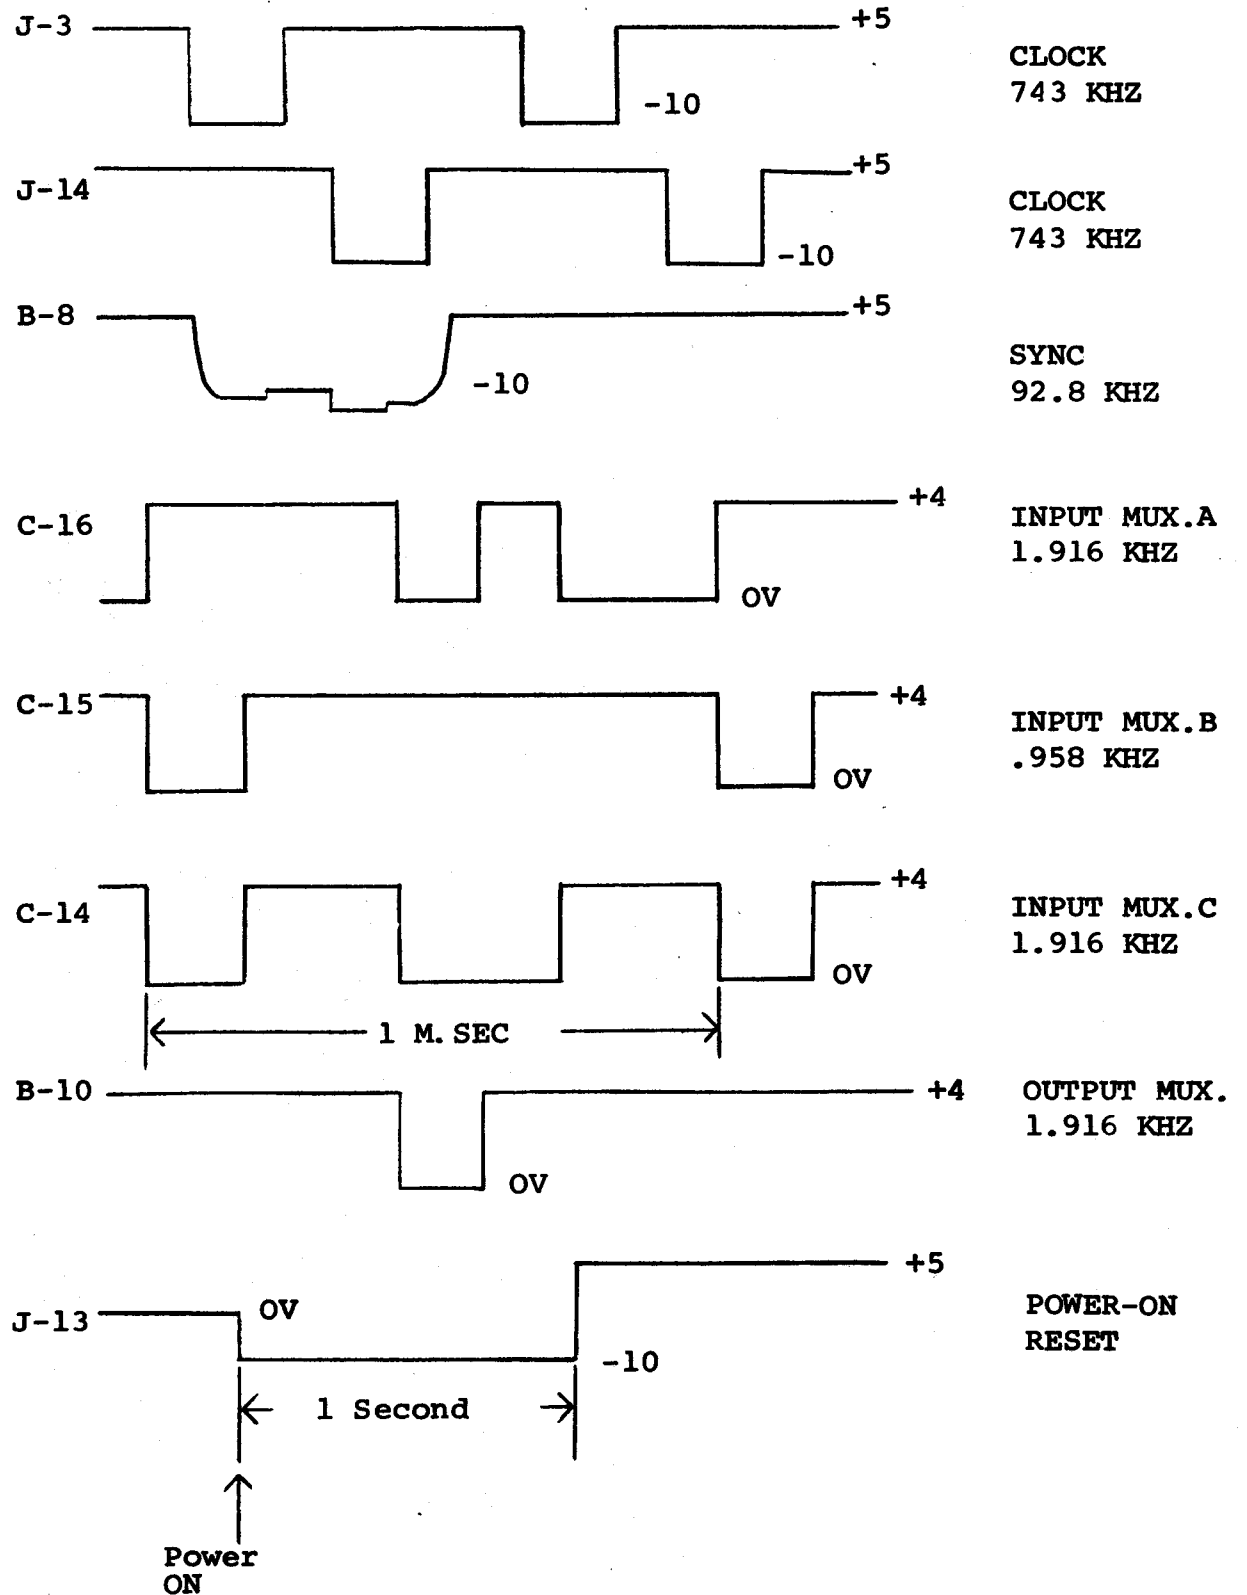 J-3
+5
-10
CLOCK
743 KHZ
J-14
+5
-10
CLOCK
743 KHZ
B-8
+5
-10
SYNC
92.8 KHZ
C-16
+4
OV
INPUT MUX.A
1.916 KHZ
C-15
+4
OV
INPUT MUX.B
.958 KHZ
C-14
+4
OV
INPUT MUX.C
1.916 KHZ
1 M.SEC
B-10
+4
OV
OUTPUT MUX.
1.916 KHZ
J-13
OV
+5
-10
POWER-ON
RESET
1 Second
Power
ON